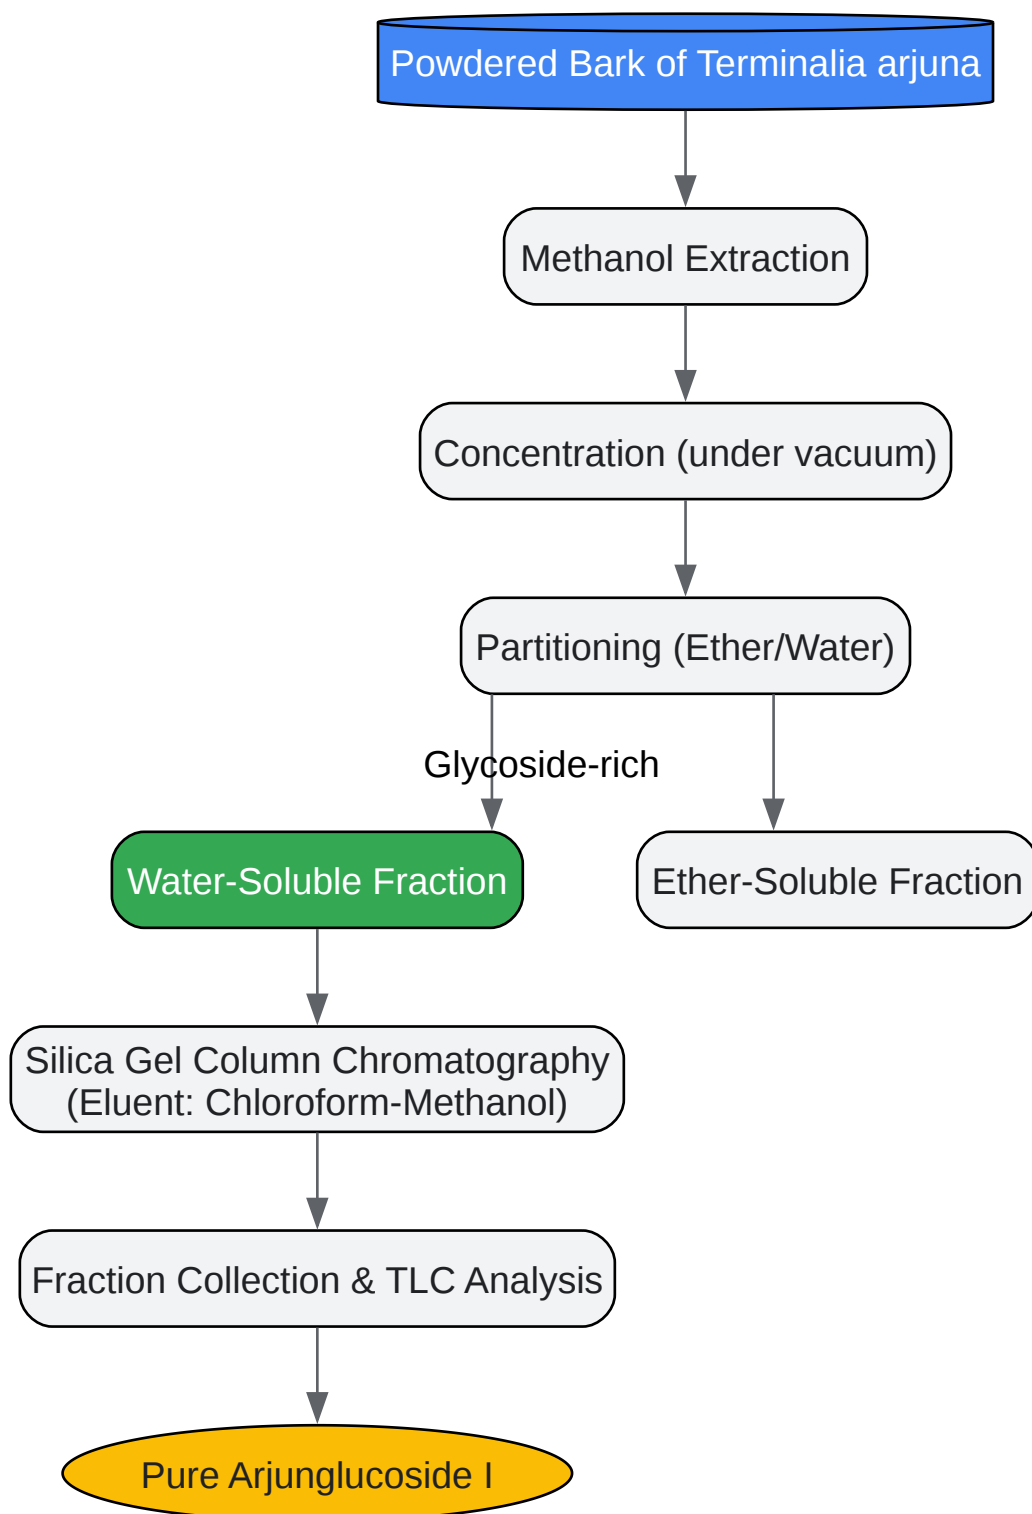 Powdered Bark of Terminalia arjuna
Methanol Extraction
Concentration (under vacuum)
Partitioning (Ether/Water)
Glycoside-rich
Water-Soluble Fraction
Ether-Soluble Fraction
Silica Gel Column Chromatography
(Eluent: Chloroform-Methanol)
Fraction Collection & TLC Analysis
Pure Arjunglucoside I